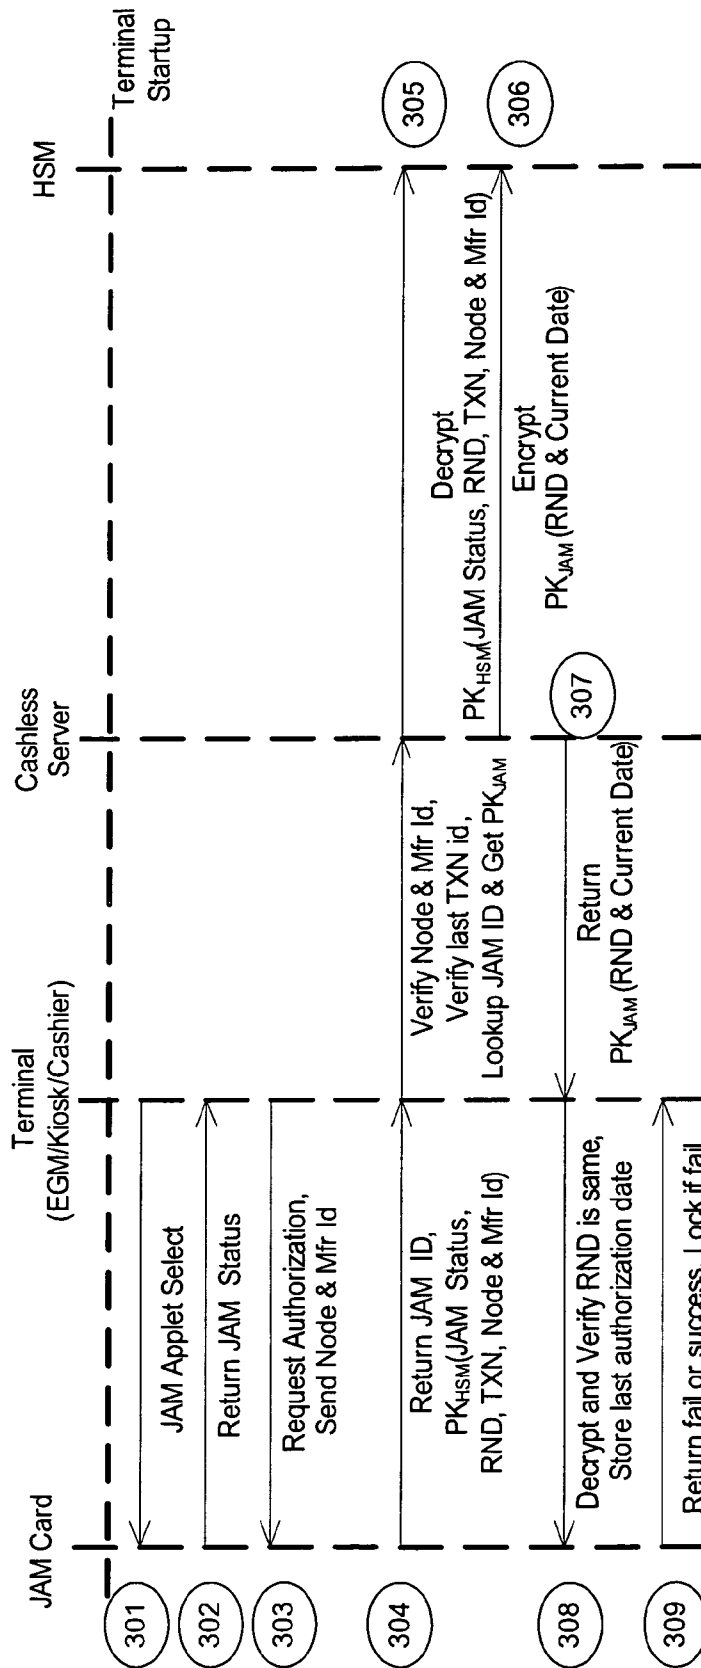 JAM Card
Terminal
(EGM/Kiosk/Cashier)
Cashless
Server
HSM
Terminal
Startup
301
JAM Applet Select
302
Return JAM Status
303
Request Authorization,
Send Node & Mfr Id
304
Return JAM ID,
PKHSM(JAM Status,
RND, TXN, Node & Mfr Id)
Verify Node & Mfr Id,
Verify last TXN id,
Lookup JAM ID & Get PKJAM
305
Decrypt
PKHSM(JAM Status, RND, TXN, Node & Mfr Id)
306
Encrypt
PKJAM (RND & Current Date)
307
Return
PKJAM (RND & Current Date)
308
Decrypt and Verify RND is same,
Store last authorization date
309
Return fail or success, Lock if fail